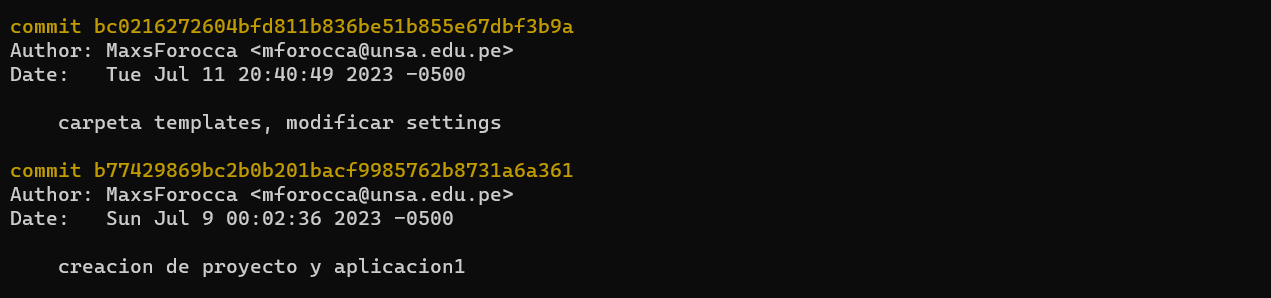 commit bc0216272604bfd811b836be51b855e67dbf3b9a
Author: MaxsForocca <mforocca@unsa.edu.pe>
Date:   Tue Jul 11 20:40:49 2023 -0500
carpeta templates, modificar settings
commit b77429869bc2b0b201bacf9985762b8731a6a361
Author: MaxsForocca <mforocca@unsa.edu.pe>
Date:   Sun Jul 9 00:02:36 2023 -0500
creacion de proyecto y aplicacion1